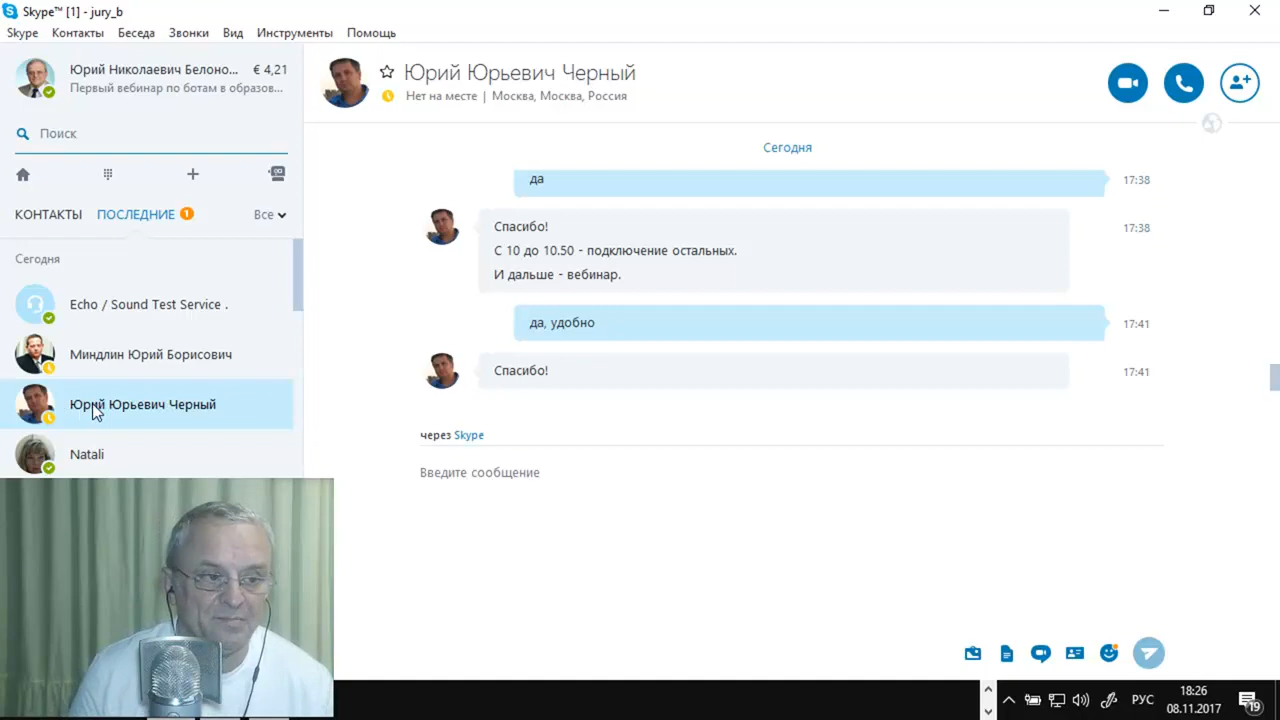 Skype™ [1] - jury_b
Skype Контакты Беседа Звонки Вид Инструменты Помощь
Юрий Николаевич Белоно... € 4,21
Первый вебинар по ботам в образов...
Поиск
КОНТАКТЫ ПОСЛЕДНИЕ 1 Все
Сегодня
Echo / Sound Test Service .
Миндлин Юрий Борисович
Юрий Юрьевич Черный
Natali
Юрий Юрьевич Черный
Нет на месте | Москва, Москва, Россия
Сегодня
да 17:38
Спасибо! 17:38
С 10 до 10.50 - подключение остальных.
И дальше - вебинар.
да, удобно 17:41
Спасибо! 17:41
через Skype
Введите сообщение
РУС
18:26
08.11.2017
19